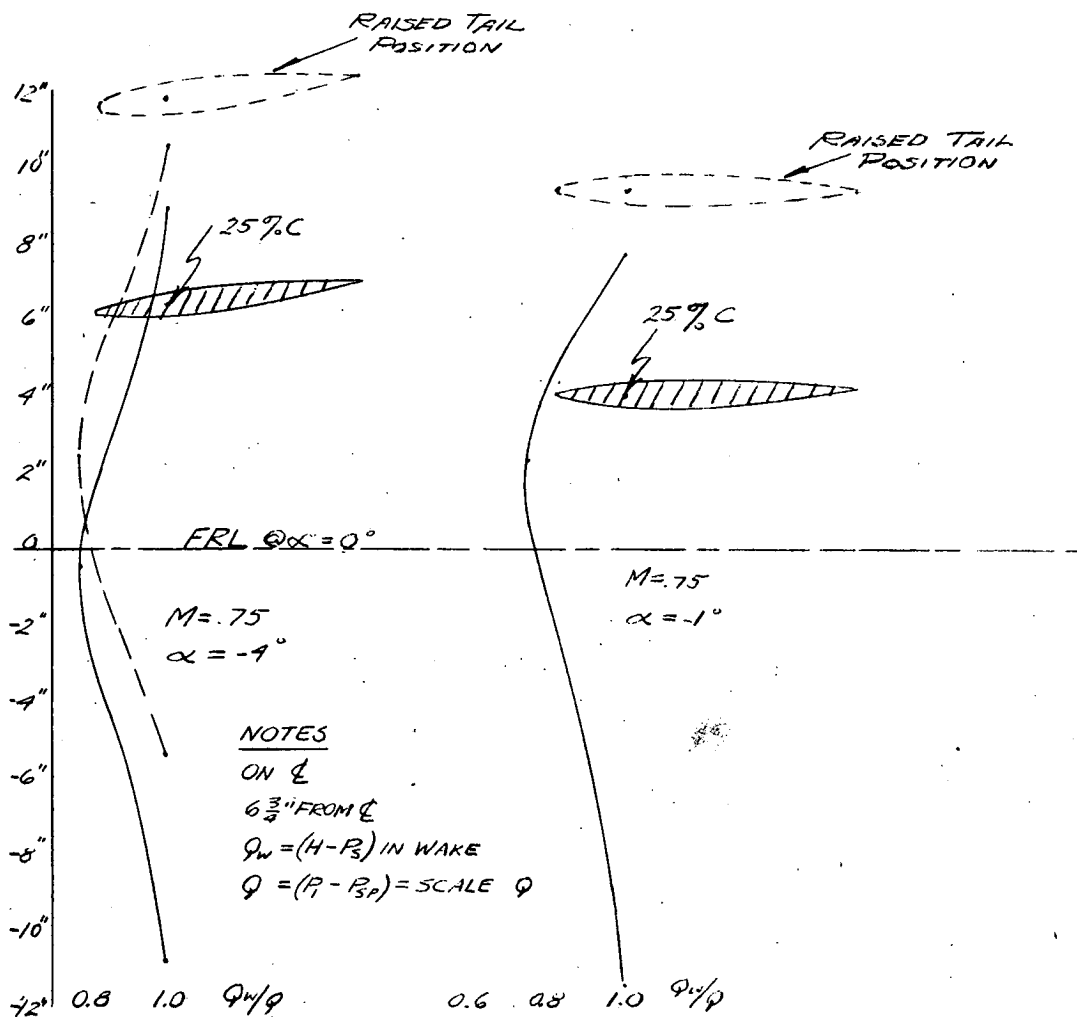 RAISED TAIL
POSITION
RAISED TAIL
POSITION
12"
10"
8"
6"
4"
2"
0
-2"
-4"
-6"
-8"
-10"
-12"
25%C
25%C
FRL @ α = 0°
M=.75
α = -4°
M=.75
α = -1°
NOTES
ON ℄
6 3/4" FROM ℄
Qw = (H-Ps) IN WAKE
Q = (P1 - Psp) = SCALE Q
0.8 1.0 Qw/Q
0.6 0.8 1.0 Qw/Q